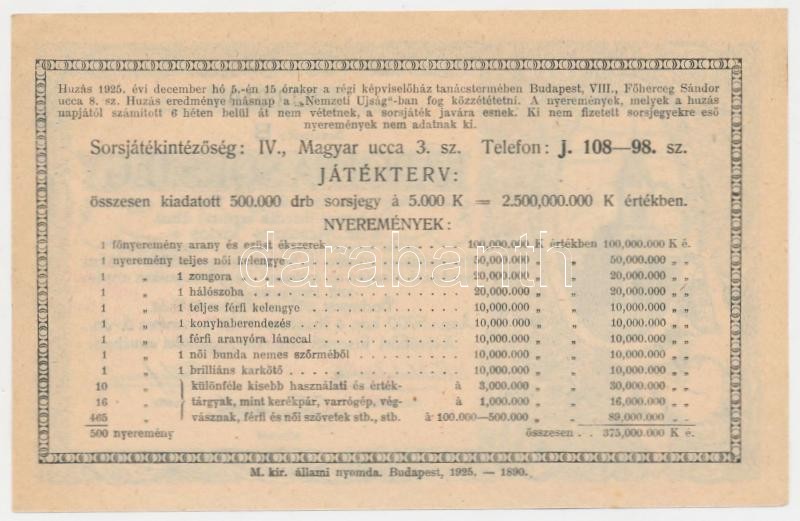 Huzás 1925. évi december hó 5.-én 15 órakor a régi képviselőház tanácstermében Budapest, VIII., Főherceg Sándor
ucca 8. sz. Huzás eredménye másnap a „Nemzeti Ujság"-ban fog közzététetni. A nyeremények, melyek a huzás
napjától számított 6 héten belül át nem vétetnek, a sorsjáték javára esnek. Ki nem fizetett sorsjegyekre eső
nyeremények nem adatnak ki.
Sorsjátékintézőség: IV., Magyar ucca 3. sz. Telefon: J. 108—98. sz.
JÁTÉKTERV:
összesen kiadatott 500.000 drb sorsjegy à 5.000 K = 2.500,000.000 K értékben.
NYEREMÉNYEK:
1 főnyeremény arany és ezüst ékszerek . . . . . . . . . 100,000.000 K értékben 100,000.000 K é.
1 nyeremény teljes női kelengye . . . . . . . . . . . . 50,000.000 „ „ 50,000.000 „ „
1 „ 1 zongora . . . . . . . . . . . . 20,000.000 „ „ 20,000.000 „ „
1 „ 1 hálószoba . . . . . . . . . . . 20,000.000 „ „ 20,000.000 „ „
1 „ 1 teljes férfi kelengye . . . . . . . 10,000.000 „ „ 10,000.000 „ „
1 „ 1 konyhaberendezés . . . . . . . . 10,000.000 „ „ 10,000.000 „ „
1 „ 1 férfi aranyóra lánccal . . . . . . . 10,000.000 „ „ 10,000.000 „ „
1 „ 1 női bunda nemes szőrméből . . . . 10,000.000 „ „ 10,000.000 „ „
1 „ 1 brilliáns karkötő . . . . . . . . . 10,000.000 „ „ 10,000.000 „ „
10 „ különféle kisebb használati és érték- à 3,000.000 „ „ 30,000.000 „ „
16 „ tárgyak, mint kerékpár, varrógép, vég- à 1,000.000 „ „ 16,000.000 „ „
465 „ vásznak, férfi és női szövetek stb., stb. à 100.000—500.000 „ „ 89,000.000 „ „
500 nyeremény összesen . . 375,000.000 K é.
M. kir. állami nyomda. Budapest, 1925. — 1890.
darabanth